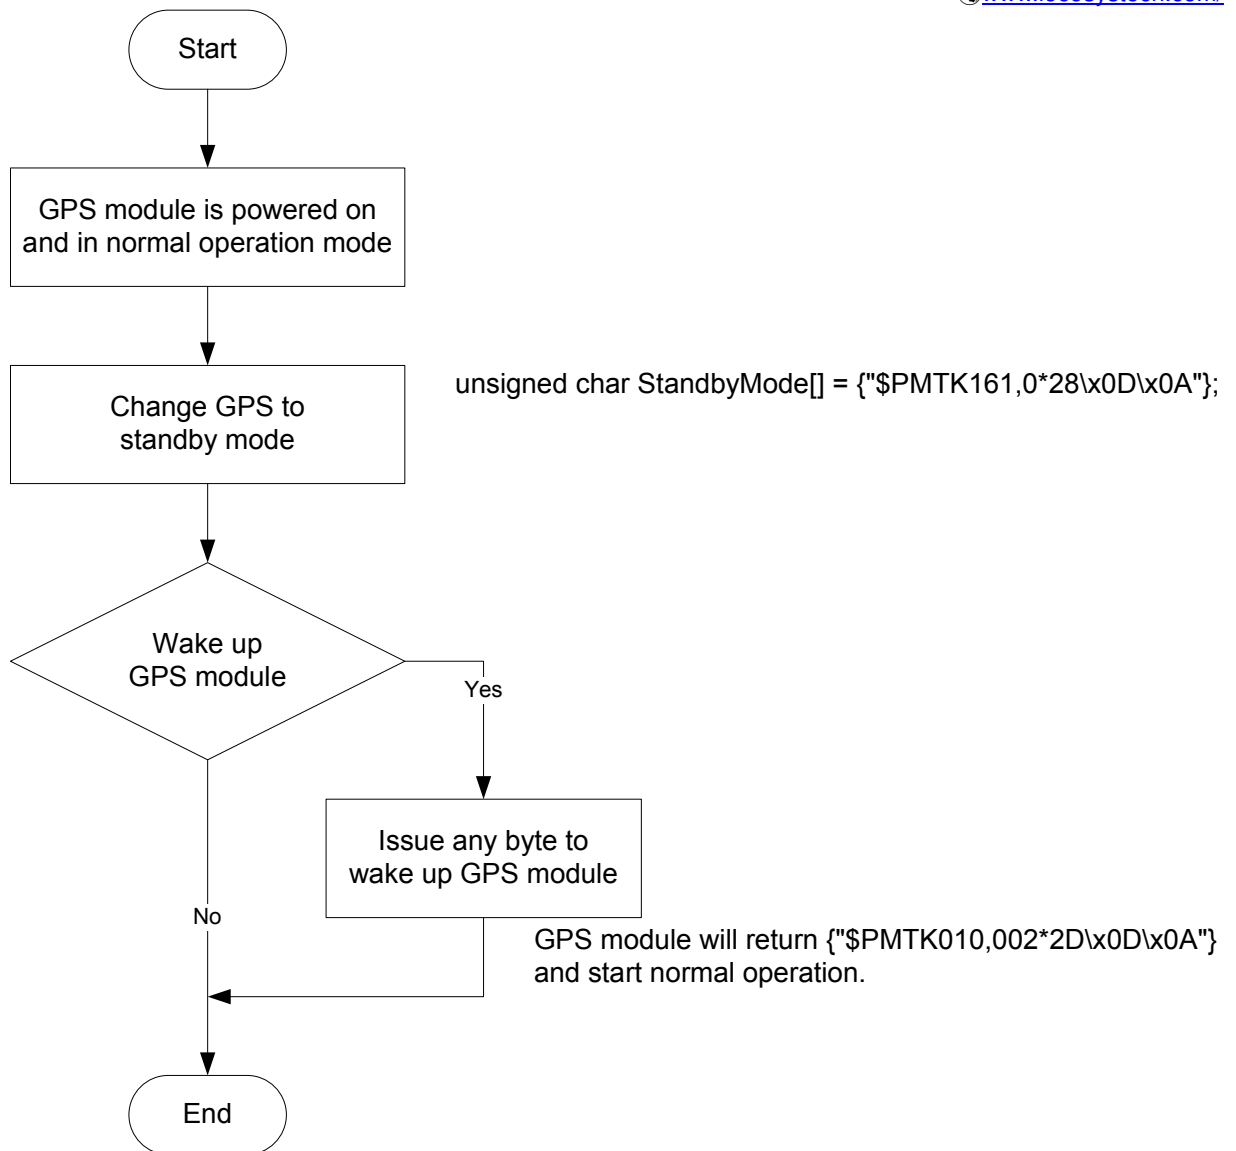 Start
GPS module is powered on
and in normal operation mode
Change GPS to
standby mode
unsigned char StandbyMode[] = {"$PMTK161,0*28\x0D\x0A"};
Wake up
GPS module
Yes
Issue any byte to
wake up GPS module
No
GPS module will return {"$PMTK010,002*2D\x0D\x0A"}
and start normal operation.
End